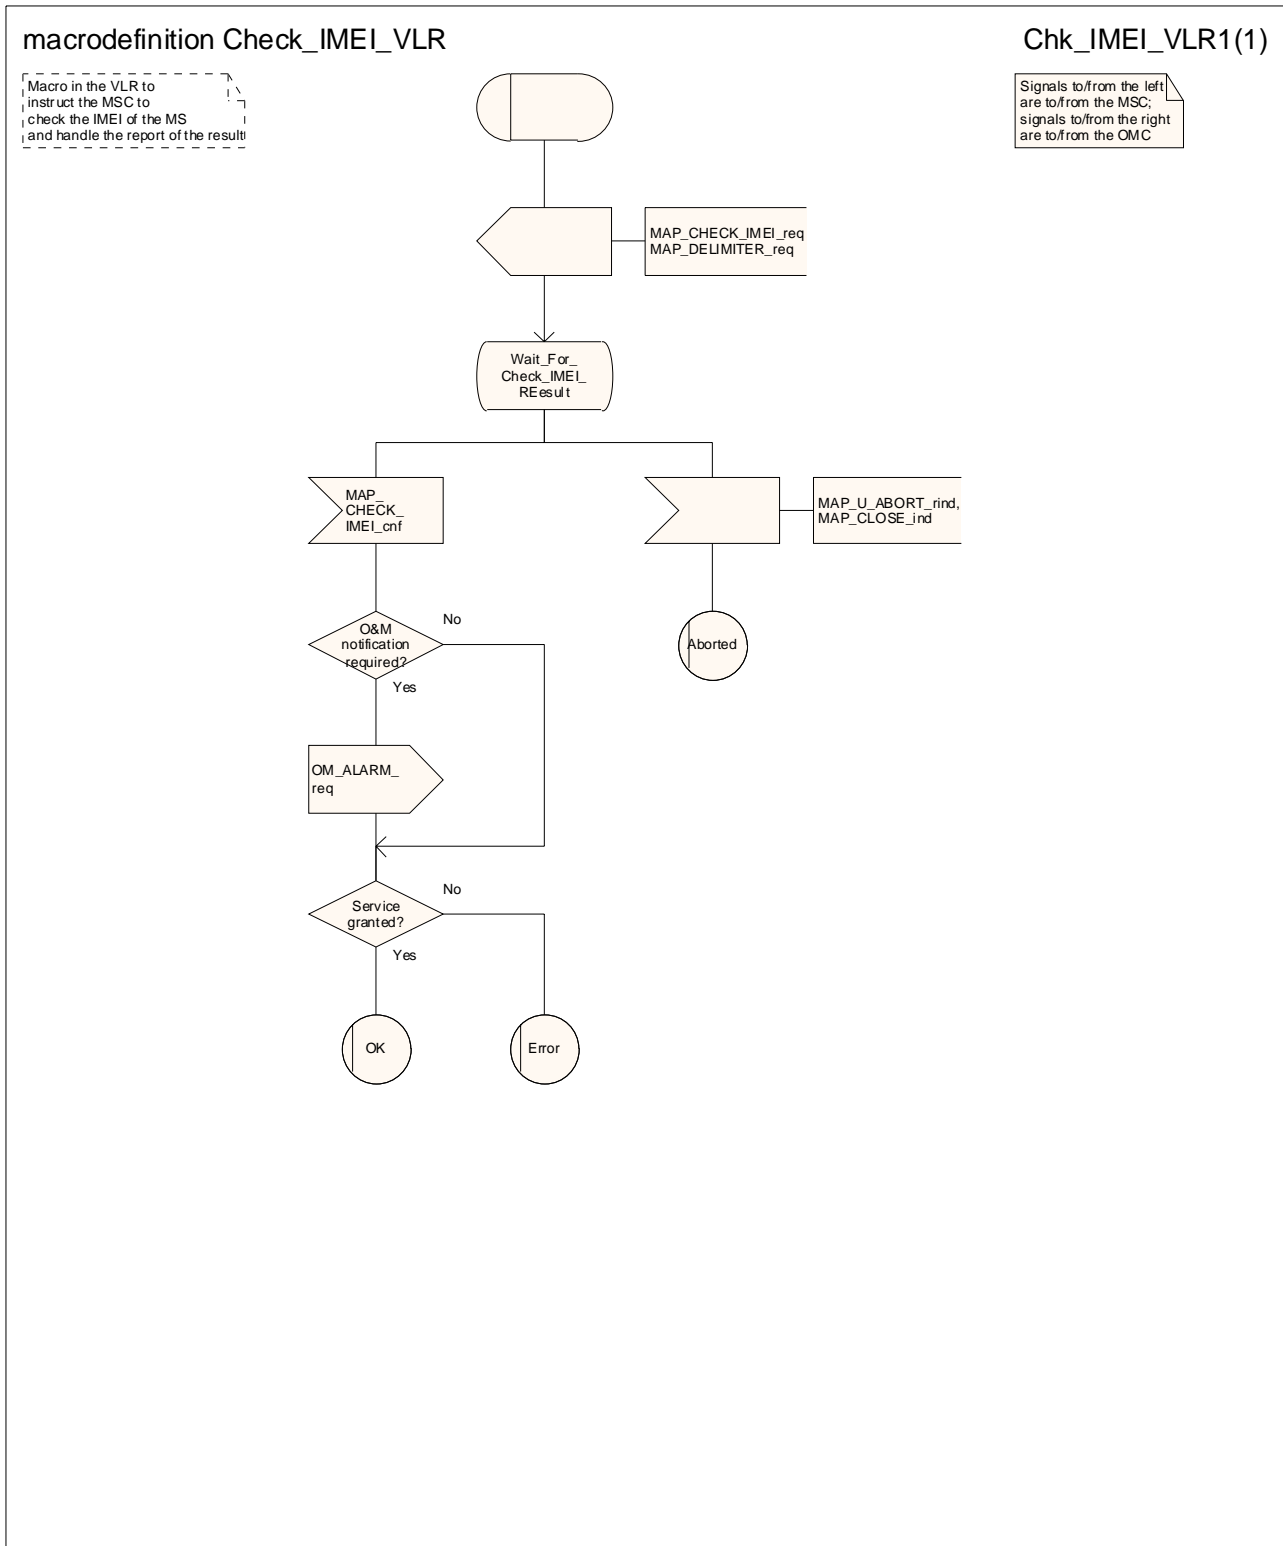 macrodefinition Check_IMEI_VLR
Chk_IMEI_VLR1(1)
Macro in the VLR to
instruct the MSC to
check the IMEI of the MS
and handle the report of the result
Signals to/from the left
are to/from the MSC;
signals to/from the right
are to/from the OMC
MAP_CHECK_IMEI_req
MAP_DELIMITER_req
Wait_For_
Check_IMEI_
REesult
MAP_
CHECK_
IMEI_cnf
MAP_U_ABORT_rind,
MAP_CLOSE_ind
O&M
notification
required?
No
Yes
Aborted
OM_ALARM_
req
Service
granted?
No
Yes
OK
Error